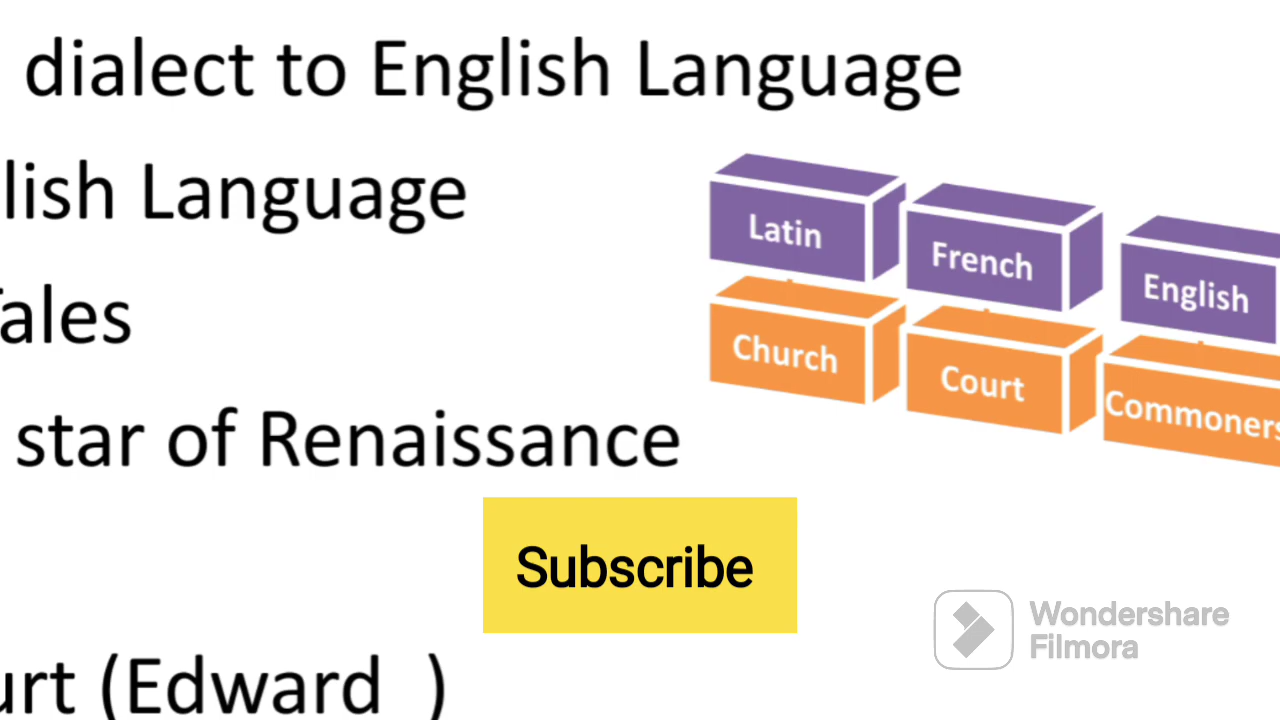 dialect to English Language
lish Language
ales
star of Renaissance
Latin
French
English
Church
Court
Commoners
Subscribe
Wondershare
Filmora
urt (Edward )